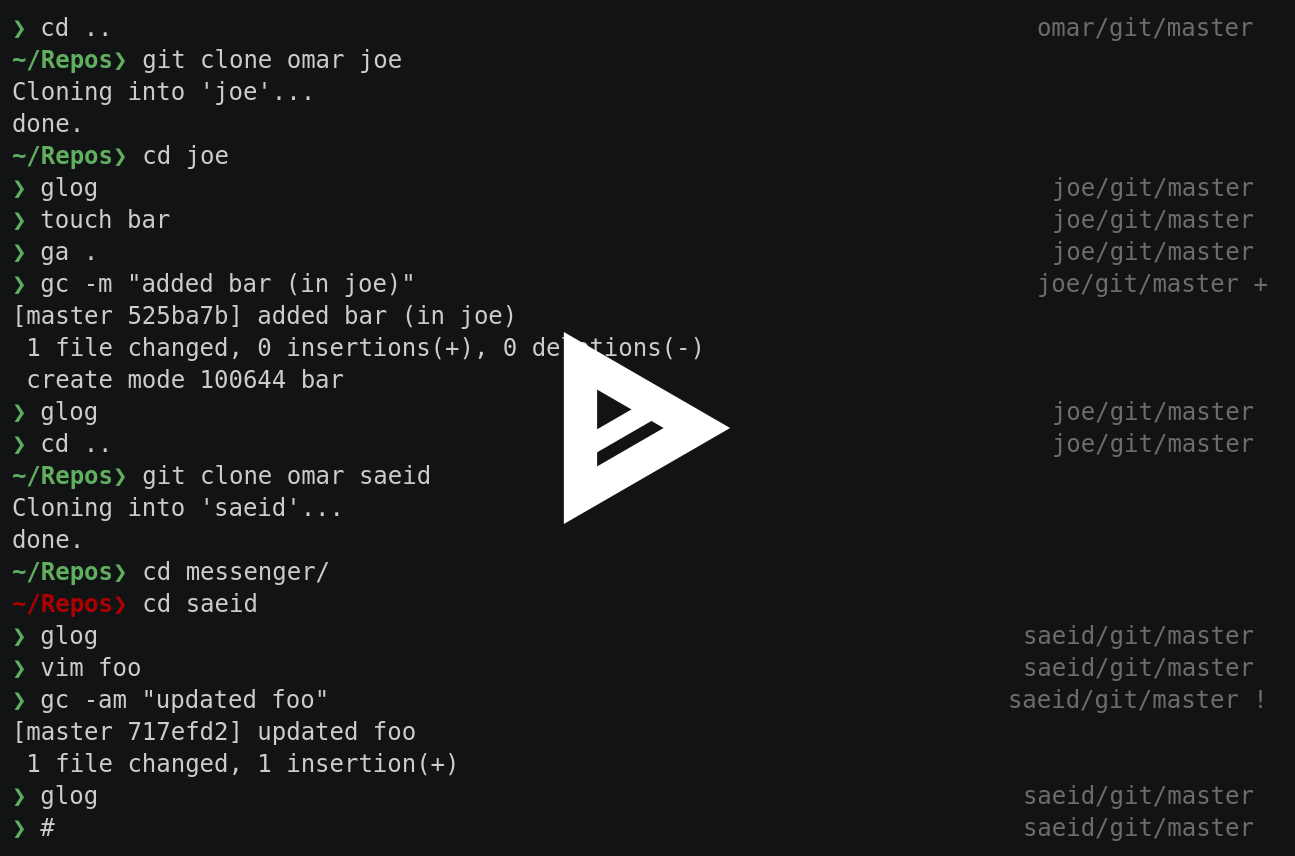 ❯ cd .. omar/git/master
~/Repos❯ git clone omar joe
Cloning into 'joe'...
done.
~/Repos❯ cd joe
❯ glog joe/git/master
❯ touch bar joe/git/master
❯ ga . joe/git/master
❯ gc -m "added bar (in joe)" joe/git/master +
[master 525ba7b] added bar (in joe)
1 file changed, 0 insertions(+), 0 deletions(-)
create mode 100644 bar
❯ glog joe/git/master
❯ cd .. joe/git/master
~/Repos❯ git clone omar saeid
Cloning into 'saeid'...
done.
~/Repos❯ cd messenger/
~/Repos❯ cd saeid
❯ glog saeid/git/master
❯ vim foo saeid/git/master
❯ gc -am "updated foo" saeid/git/master !
[master 717efd2] updated foo
1 file changed, 1 insertion(+)
❯ glog saeid/git/master
❯ # saeid/git/master